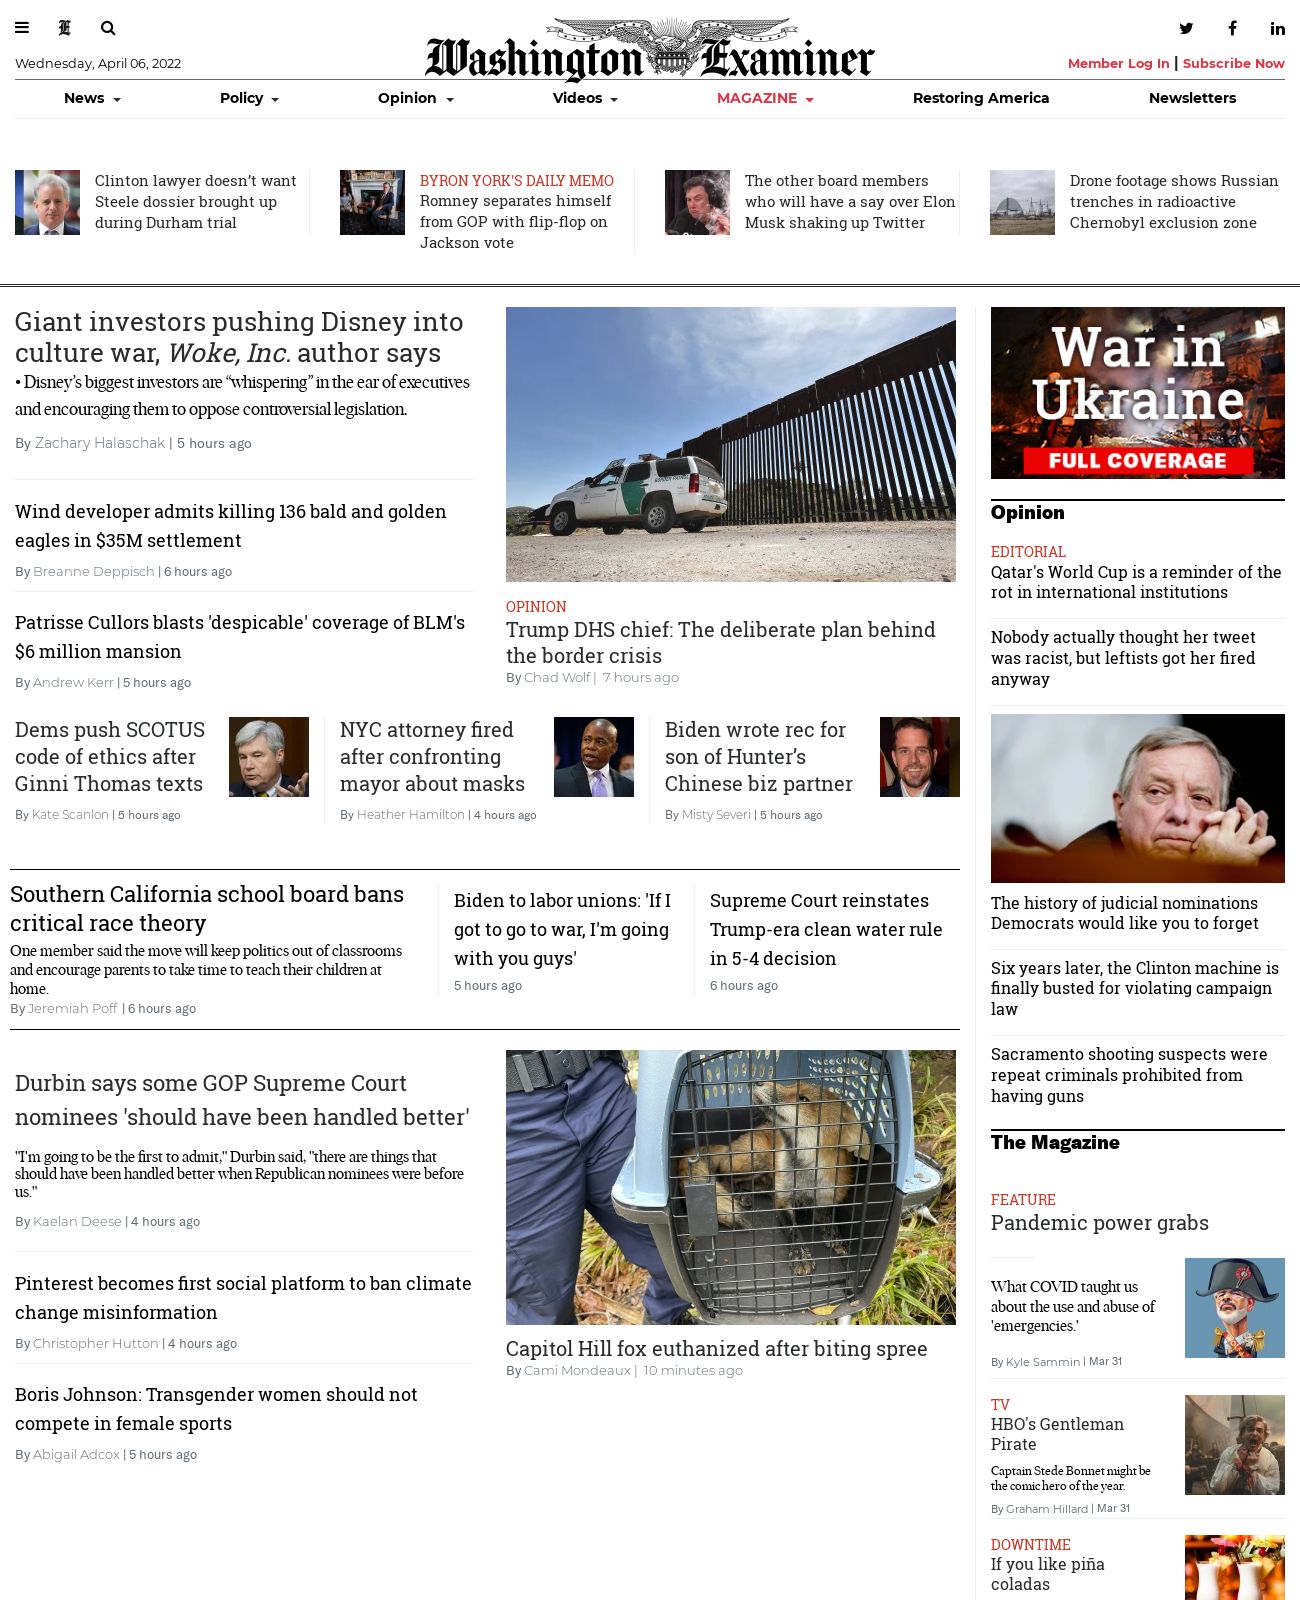 Washington Examiner
Wednesday, April 06, 2022
Member Log In | Subscribe Now
News
Policy
Opinion
Videos
MAGAZINE
Restoring America
Newsletters
Clinton lawyer doesn’t want
Steele dossier brought up
during Durham trial
BYRON YORK'S DAILY MEMO
Romney separates himself
from GOP with flip-flop on
Jackson vote
The other board members
who will have a say over Elon
Musk shaking up Twitter
Drone footage shows Russian
trenches in radioactive
Chernobyl exclusion zone
Giant investors pushing Disney into
culture war, Woke, Inc. author says
• Disney’s biggest investors are “whispering” in the ear of executives
and encouraging them to oppose controversial legislation.
By Zachary Halaschak | 5 hours ago
Wind developer admits killing 136 bald and golden
eagles in $35M settlement
By Breanne Deppisch | 6 hours ago
Patrisse Cullors blasts 'despicable' coverage of BLM's
$6 million mansion
By Andrew Kerr | 5 hours ago
BORDER PATROL
OPINION
Trump DHS chief: The deliberate plan behind
the border crisis
By Chad Wolf | 7 hours ago
Dems push SCOTUS
code of ethics after
Ginni Thomas texts
By Kate Scanlon | 5 hours ago
NYC attorney fired
after confronting
mayor about masks
By Heather Hamilton | 4 hours ago
Biden wrote rec for
son of Hunter’s
Chinese biz partner
By Misty Severi | 5 hours ago
Southern California school board bans
critical race theory
One member said the move will keep politics out of classrooms
and encourage parents to take time to teach their children at
home.
By Jeremiah Poff | 6 hours ago
Biden to labor unions: 'If I
got to go to war, I'm going
with you guys'
5 hours ago
Supreme Court reinstates
Trump-era clean water rule
in 5-4 decision
6 hours ago
Durbin says some GOP Supreme Court
nominees 'should have been handled better'
"I'm going to be the first to admit," Durbin said, "there are things that
should have been handled better when Republican nominees were before
us."
By Kaelan Deese | 4 hours ago
Pinterest becomes first social platform to ban climate
change misinformation
By Christopher Hutton | 4 hours ago
Boris Johnson: Transgender women should not
compete in female sports
By Abigail Adcox | 5 hours ago
Capitol Hill fox euthanized after biting spree
By Cami Mondeaux | 10 minutes ago
War in
Ukraine
FULL COVERAGE
Opinion
EDITORIAL
Qatar's World Cup is a reminder of the
rot in international institutions
Nobody actually thought her tweet
was racist, but leftists got her fired
anyway
The history of judicial nominations
Democrats would like you to forget
Six years later, the Clinton machine is
finally busted for violating campaign
law
Sacramento shooting suspects were
repeat criminals prohibited from
having guns
The Magazine
FEATURE
Pandemic power grabs
What COVID taught us
about the use and abuse of
'emergencies.'
By Kyle Sammin | Mar 31
TV
HBO's Gentleman
Pirate
Captain Stede Bonnet might be
the comic hero of the year.
By Graham Hillard | Mar 31
DOWNTIME
If you like piña
coladas